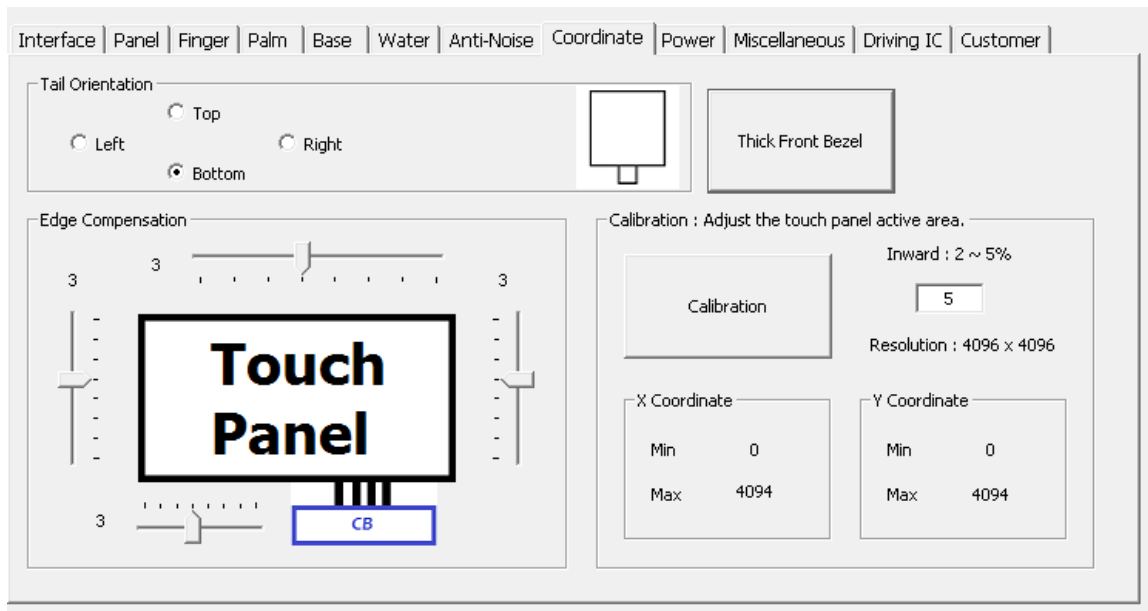 Interface Panel Finger Palm Base Water Anti-Noise Coordinate Power Miscellaneous Driving IC Customer
Tail Orientation
Top
Left Right
Bottom
Thick Front Bezel
Edge Compensation
3
3
3
Touch
Panel
3
CB
Calibration : Adjust the touch panel active area.
Inward : 2 ~ 5%
Calibration
5
Resolution : 4096 x 4096
X Coordinate
Min 0
Max 4094
Y Coordinate
Min 0
Max 4094